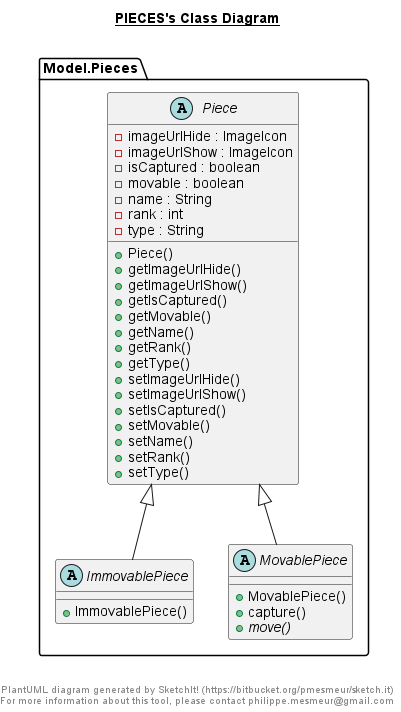 PIECES's Class Diagram
Model.Pieces
A Piece
imageUrlHide : ImageIcon
imageUrlShow : ImageIcon
isCaptured : boolean
movable : boolean
name : String
rank : int
type : String
Piece()
getImageUrlHide()
getImageUrlShow()
getIsCaptured()
getMovable()
getName()
getRank()
getType()
setImageUrlHide()
setImageUrlShow()
setIsCaptured()
setMovable()
setName()
setRank()
setType()
A ImmovablePiece
ImmovablePiece()
A MovablePiece
MovablePiece()
capture()
move()
PlantUML diagram generated by SketchIt! (https://bitbucket.org/pmesmeur/sketch.it)
For more information about this tool, please contact philippe.mesmeur@gmail.com